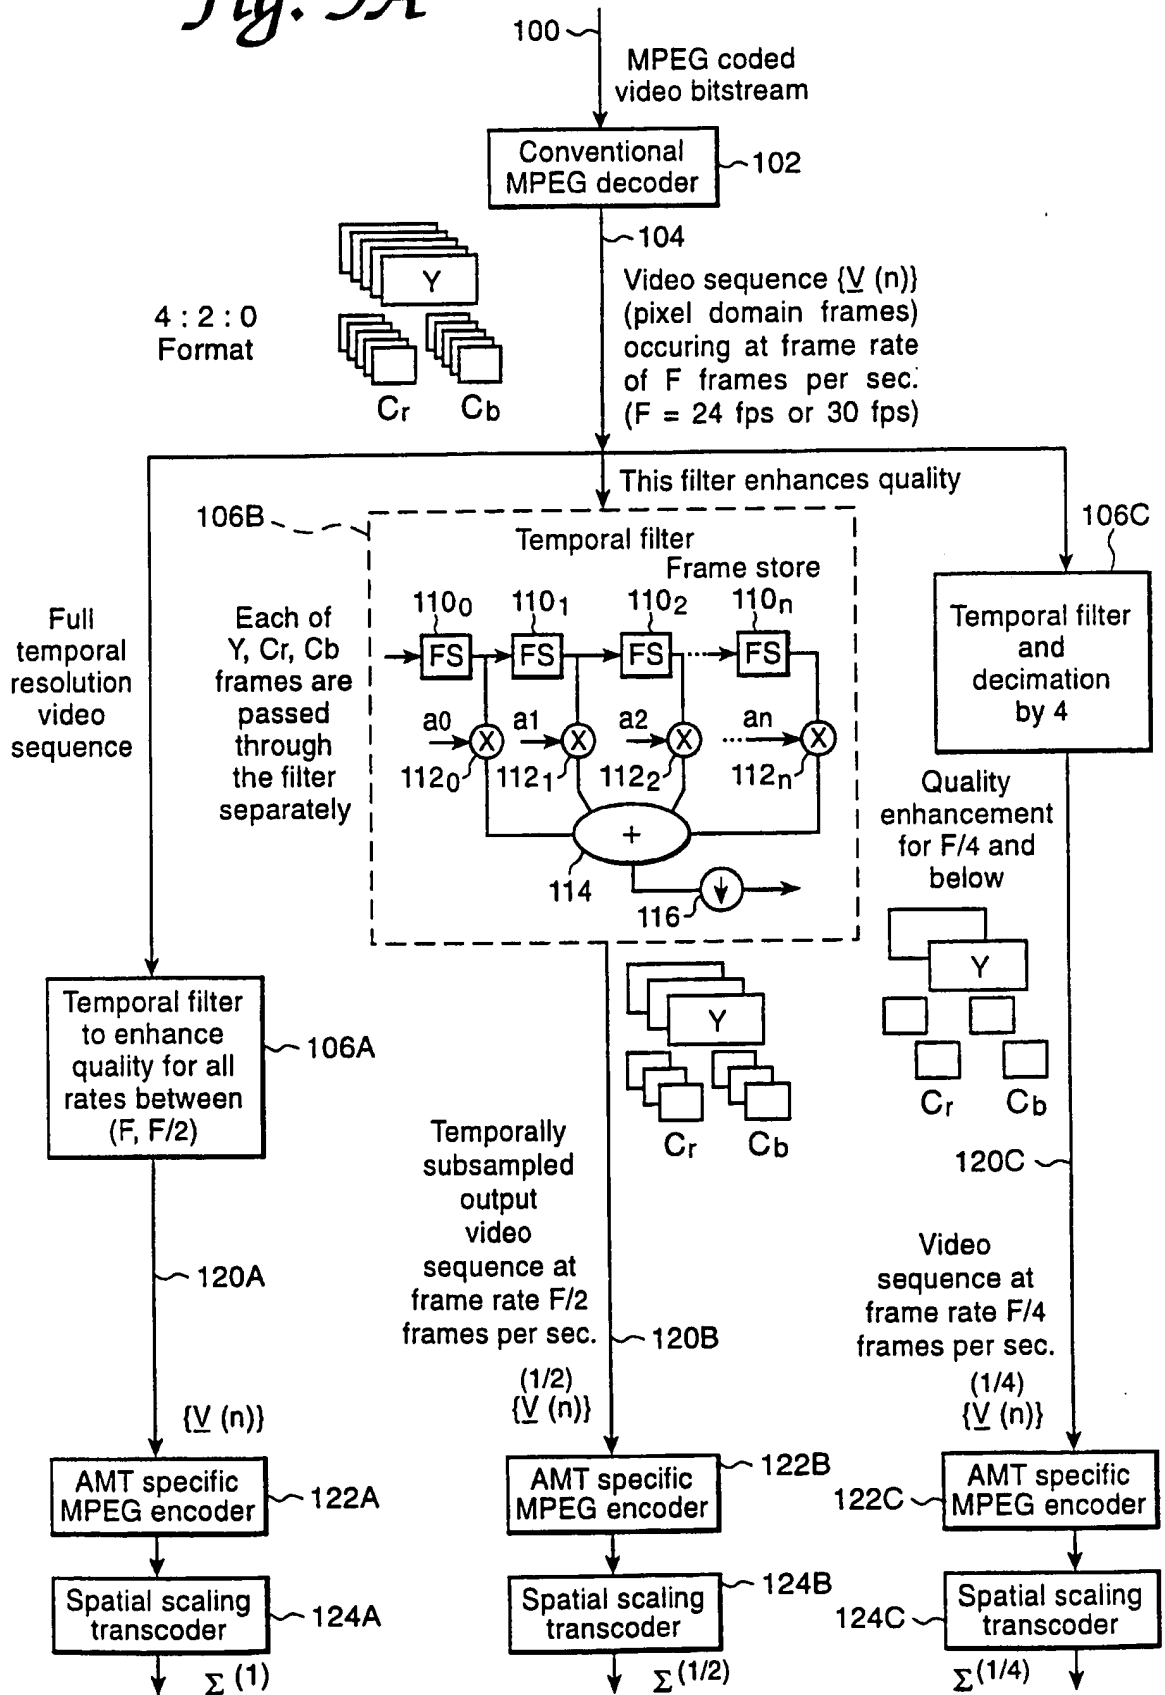 Fig. 5A
100
MPEG coded
video bitstream
Conventional
MPEG decoder
102
104
Y
4 : 2 : 0
Format
Cr
Cb
Video sequence {V (n)}
(pixel domain frames)
occuring at frame rate
of F frames per sec.
(F = 24 fps or 30 fps)
This filter enhances quality
106B
106C
Temporal filter
Frame store
110₀
110₁
110₂
110ₙ
FS
FS
FS
FS
Full
temporal
resolution
video
sequence
Each of
Y, Cr, Cb
frames are
passed
through
the filter
separately
a0
a1
a2
an
X
X
X
X
112₀
112₁
112₂
112ₙ
+
114
116
Temporal filter
and
decimation
by 4
Quality
enhancement
for F/4 and
below
Y
Cr
Cb
120C
Temporal filter
to enhance
quality for all
rates between
(F, F/2)
106A
Y
Cr
Cb
Temporally
subsampled
output
video
sequence at
frame rate F/2
frames per sec.
120B
120A
Video
sequence at
frame rate F/4
frames per sec.
{V (n)}
(1/2)
{V (n)}
(1/4)
{V (n)}
AMT specific
MPEG encoder
122A
AMT specific
MPEG encoder
122B
AMT specific
MPEG encoder
122C
Spatial scaling
transcoder
124A
Spatial scaling
transcoder
124B
Spatial scaling
transcoder
124C
Σ (1)
Σ (1/2)
Σ (1/4)